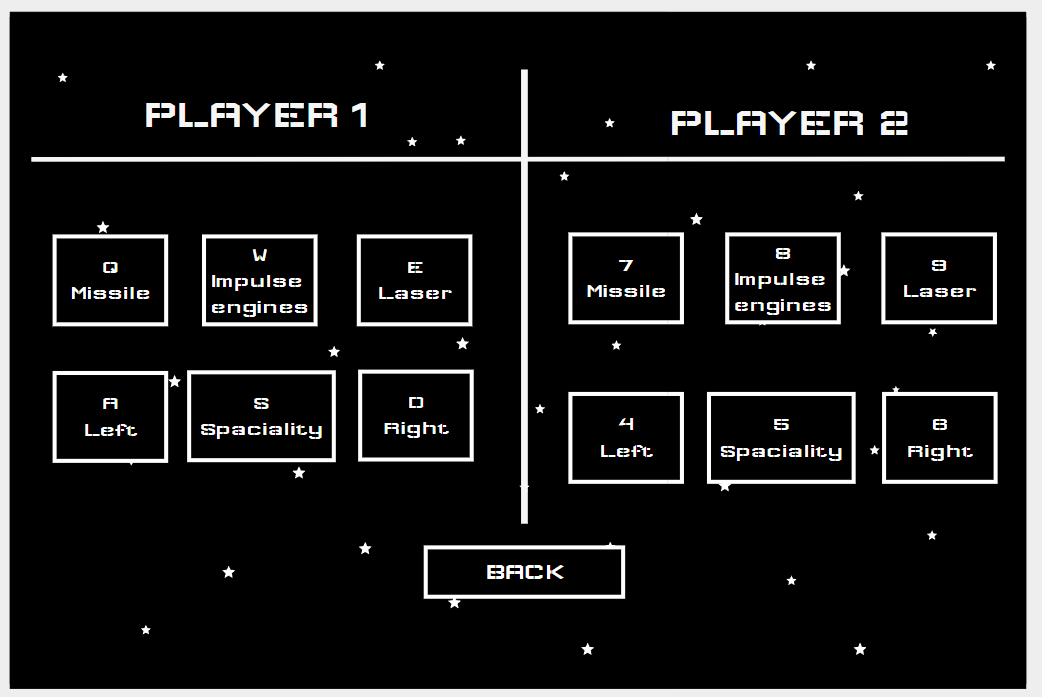 PLAYER 1
PLAYER 2
Q
Missile
W
Impulse
engines
E
Laser
7
Missile
8
Impulse
engines
9
Laser
A
Left
S
Spaciality
D
Right
4
Left
5
Spaciality
6
Right
BACK